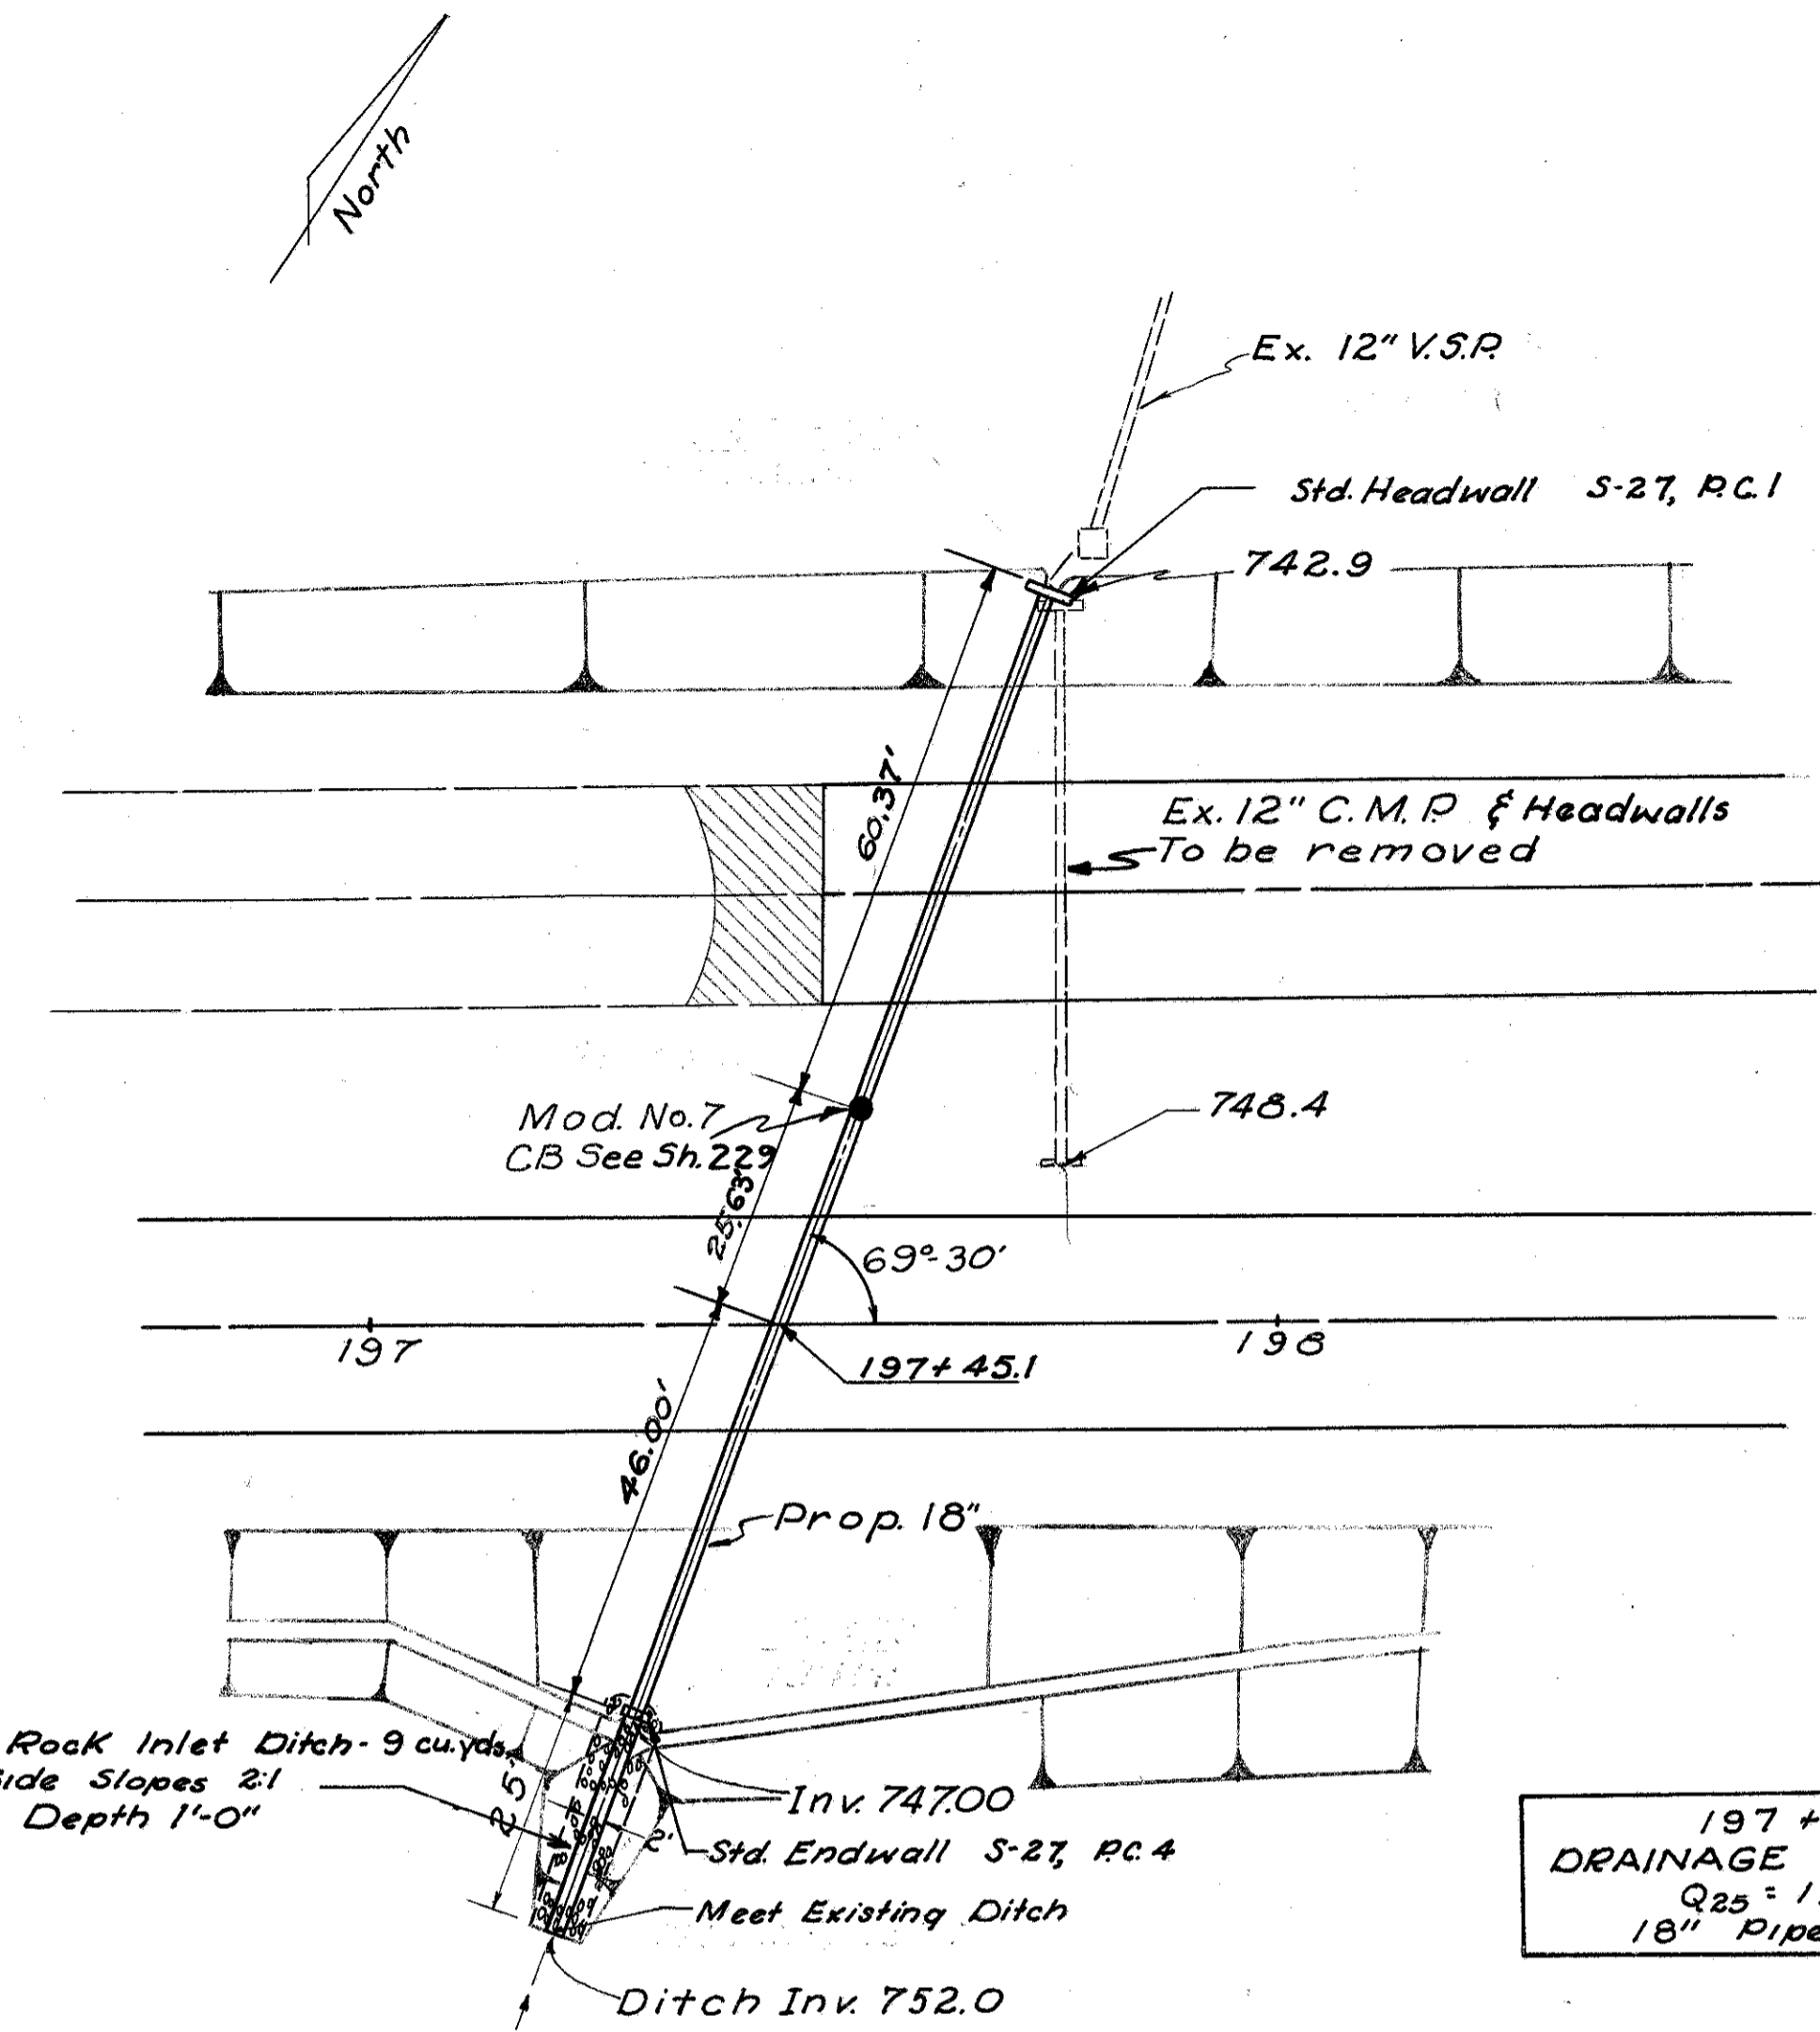 North
Ex. 12" V.S.P.
Std. Headwall S-27, P.C. 1
742.9
60.37'
Ex. 12" C.M.P. & Headwalls
To be removed
Mod. No. 7
CB See Sh. 229
748.4
25.63'
69°-30'
197
198
197+45.1
46.00'
Prop. 18"
Rock Inlet Ditch - 9 cu.yds.
Side Slopes 2:1
Depth 1'-0"
25'
Inv. 747.00
2'
Std. Endwall S-27, P.C. 4
Meet Existing Ditch
Ditch Inv. 752.0
197 +
DRAINAGE
Q25 =
18" Pipe